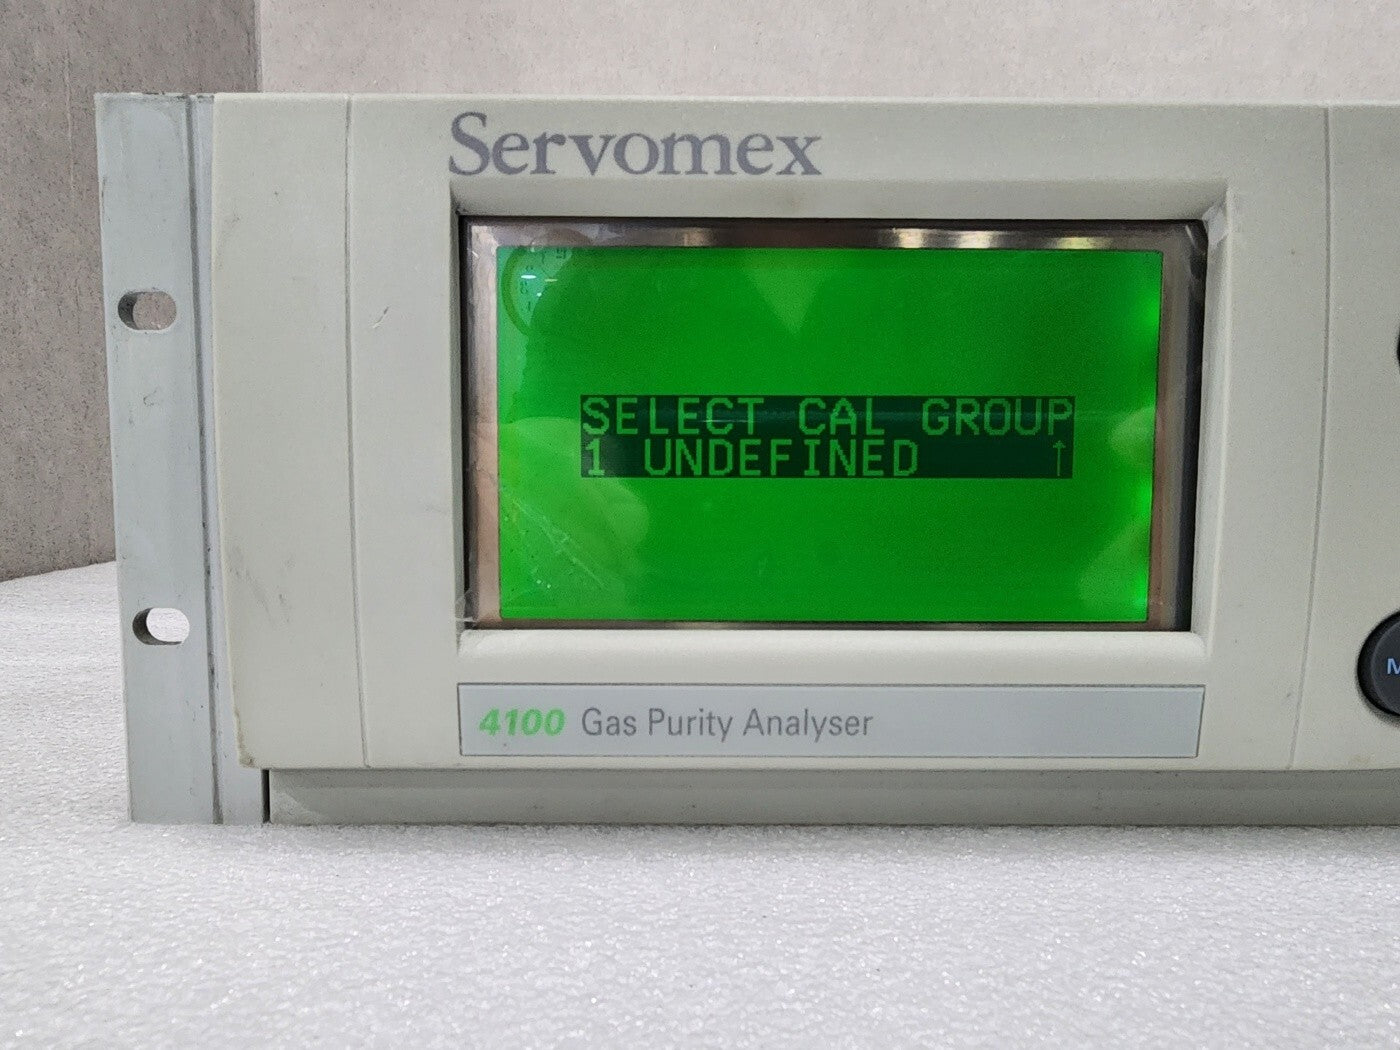 Servomex
SELECT CAL GROUP
1 UNDEFINED ↑
4100 Gas Purity Analyser
M